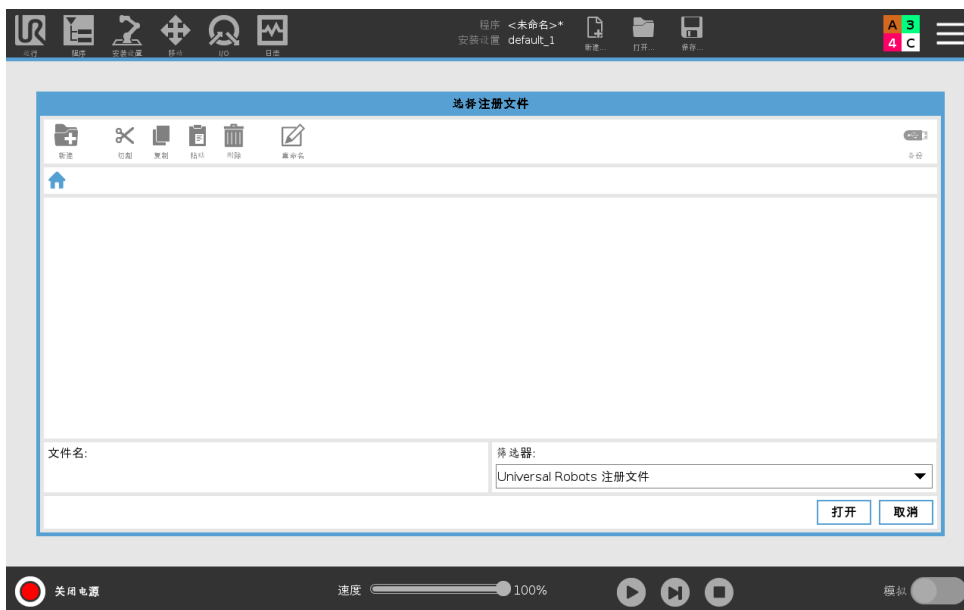 程序 <未命名>*
安装设置 default_1
运行 程序 安装设置 移动 I/O 日志
新建... 打开... 保存...
A 3
4 C
选择注册文件
新建 切割 复制 粘贴 删除 重命名 备份
文件名:
筛选器:
Universal Robots 注册文件
打开 取消
关闭电源 速度 100% 模拟